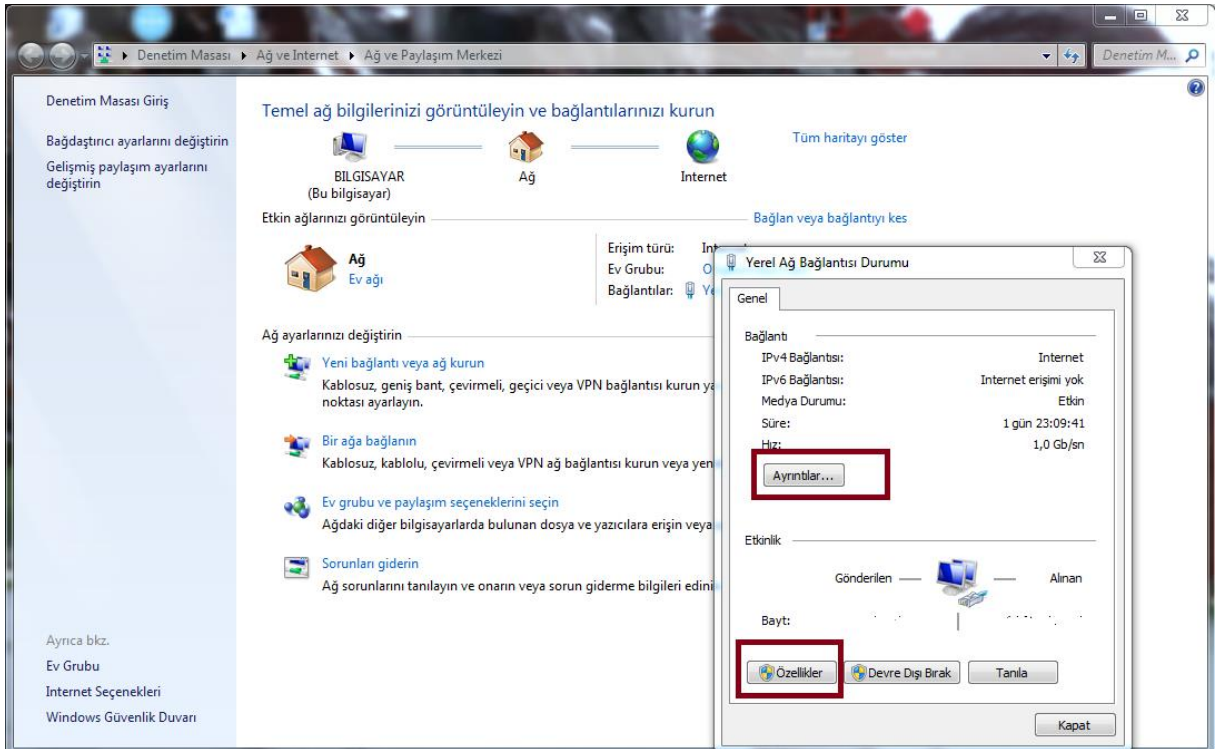 Denetim Masası ▸ Ağ ve Internet ▸ Ağ ve Paylaşım Merkezi
Denetim M...
Denetim Masası Giriş
Bağdaştırıcı ayarlarını değiştirin
Gelişmiş paylaşım ayarlarını
değiştirin
Temel ağ bilgilerinizi görüntüleyin ve bağlantılarınızı kurun
Tüm haritayı göster
BILGISAYAR
(Bu bilgisayar)
Ağ
Internet
Etkin ağlarınızı görüntüleyin
Bağlan veya bağlantıyı kes
Ağ
Ev ağı
Erişim türü:
Ev Grubu:
Bağlantılar:
Ağ ayarlarınızı değiştirin
Yeni bağlantı veya ağ kurun
Kablosuz, geniş bant, çevirmeli, geçici veya VPN bağlantısı kurun
noktası ayarlayın.
Bir ağa bağlanın
Kablosuz, kablolu, çevirmeli veya VPN ağ bağlantısı kurun veya
Ev grubu ve paylaşım seçeneklerini seçin
Ağdaki diğer bilgisayarlarda bulunan dosya ve yazıcılara erişin veya
Sorunları giderin
Ağ sorunlarını tanılayın ve onarın veya sorun giderme bilgileri
Ayrıca bkz.
Ev Grubu
Internet Seçenekleri
Windows Güvenlik Duvarı
Yerel Ağ Bağlantısı Durumu
Genel
Bağlantı
IPv4 Bağlantısı: Internet
IPv6 Bağlantısı: Internet erişimi yok
Medya Durumu: Etkin
Süre: 1 gün 23:09:41
Hız: 1,0 Gb/sn
Ayrıntılar...
Etkinlik
Gönderilen
Alınan
Bayt:
Özellikler
Devre Dışı Bırak
Tanıla
Kapat